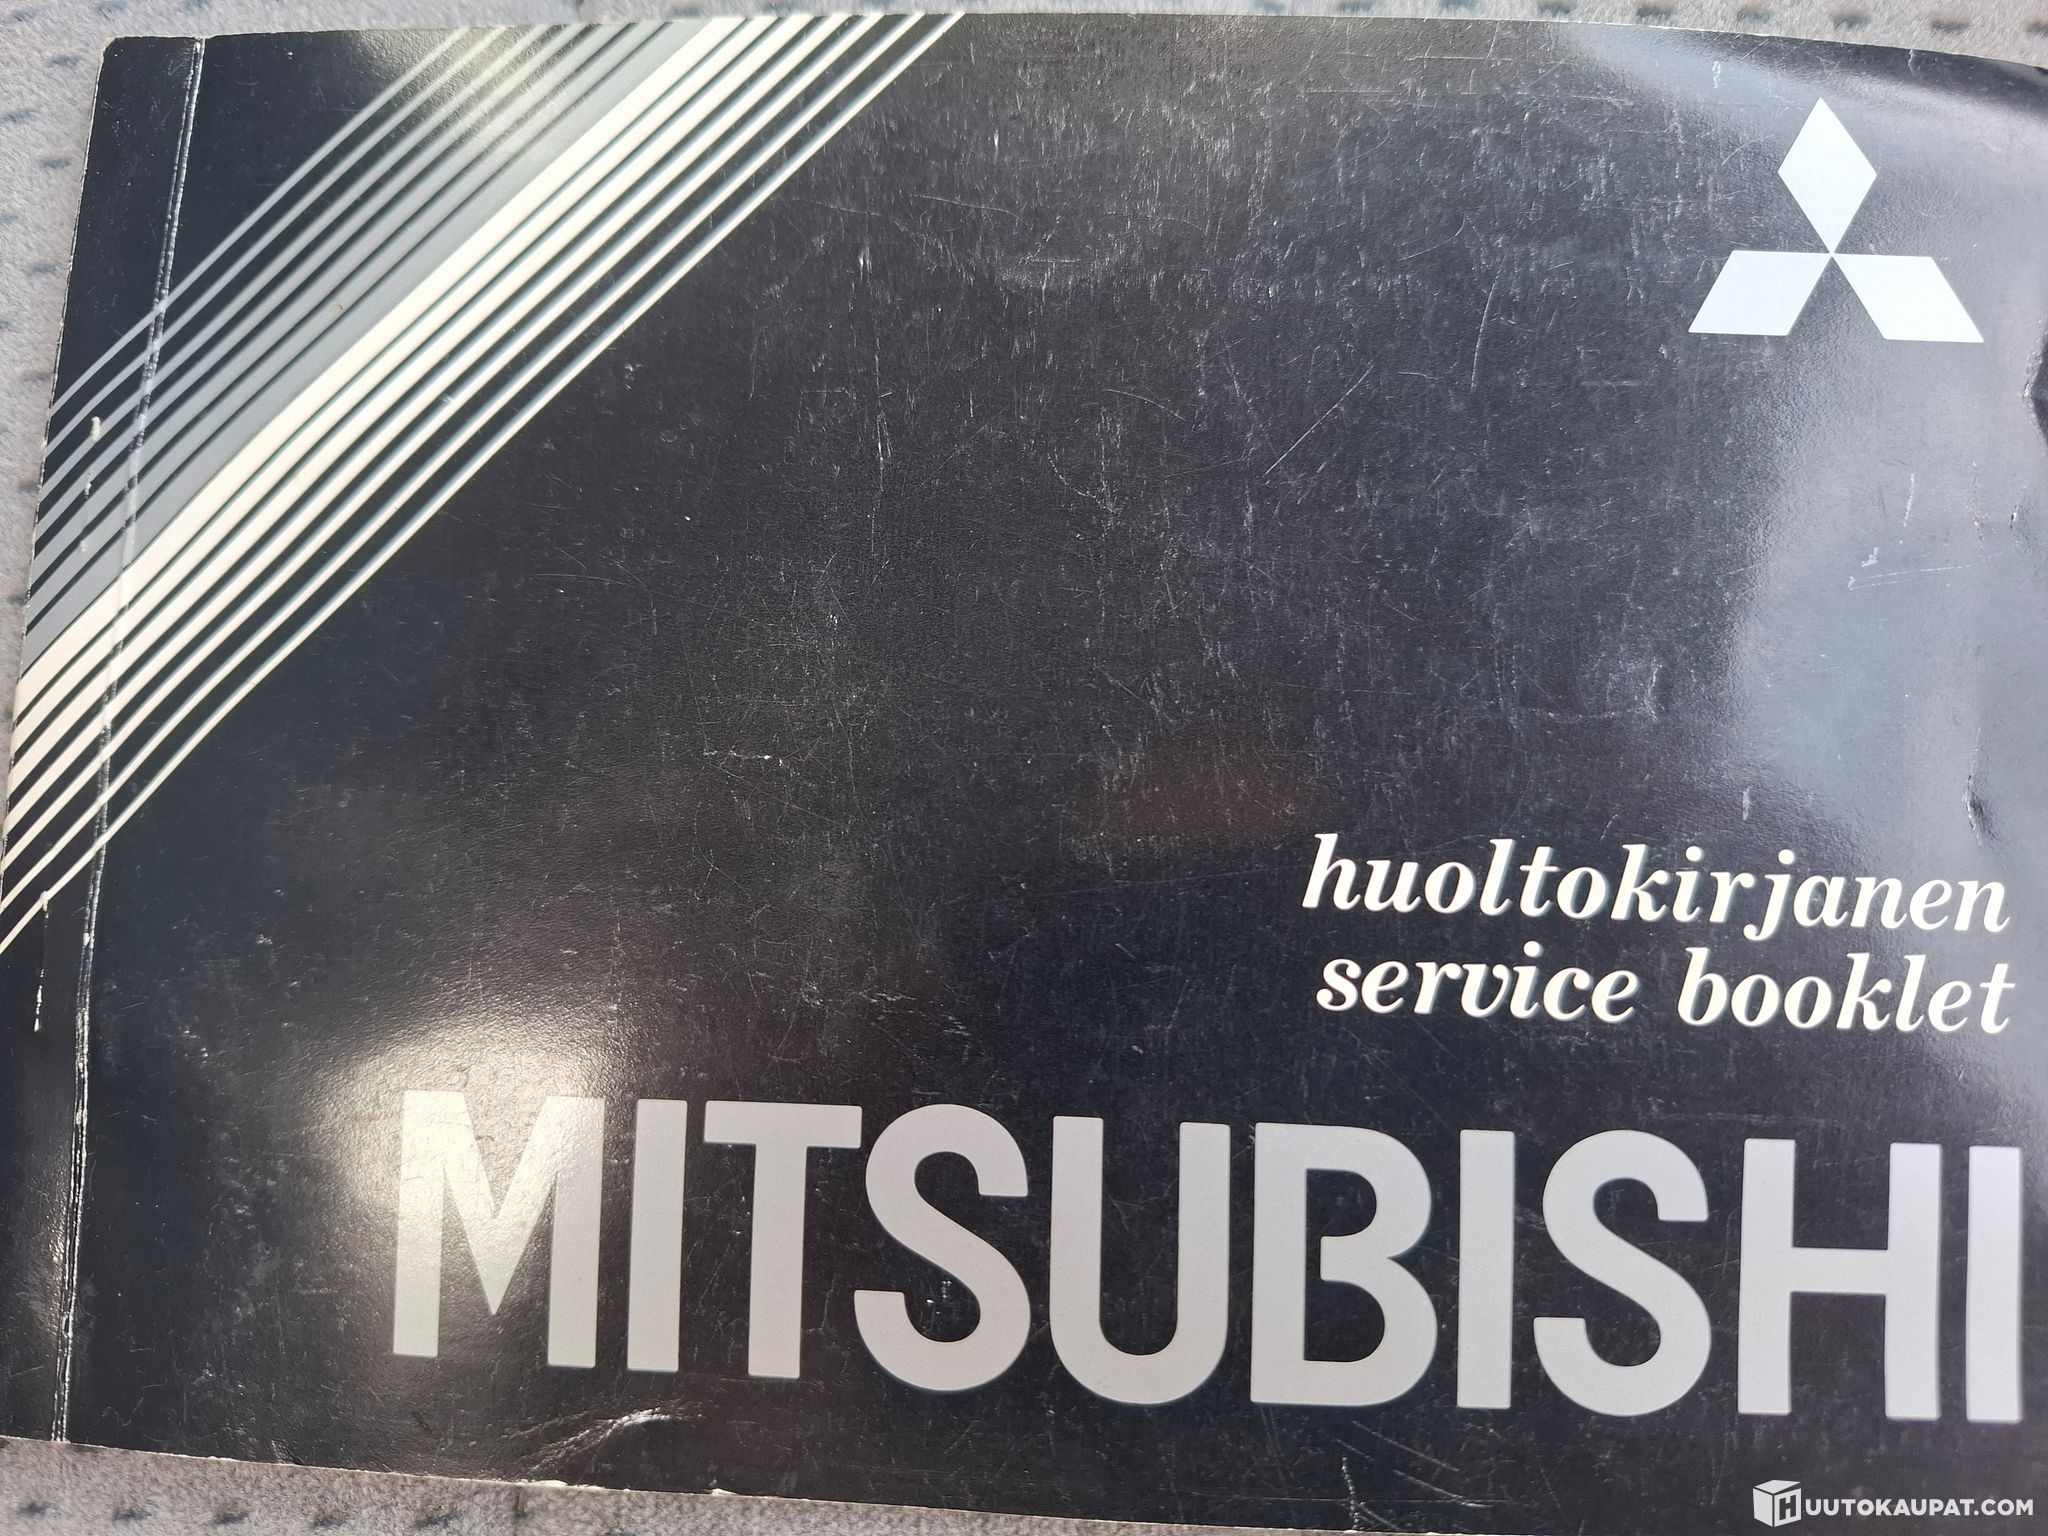 huoltokirjanen
service booklet
MITSUBISHI
HUUTOKAUPAT.COM